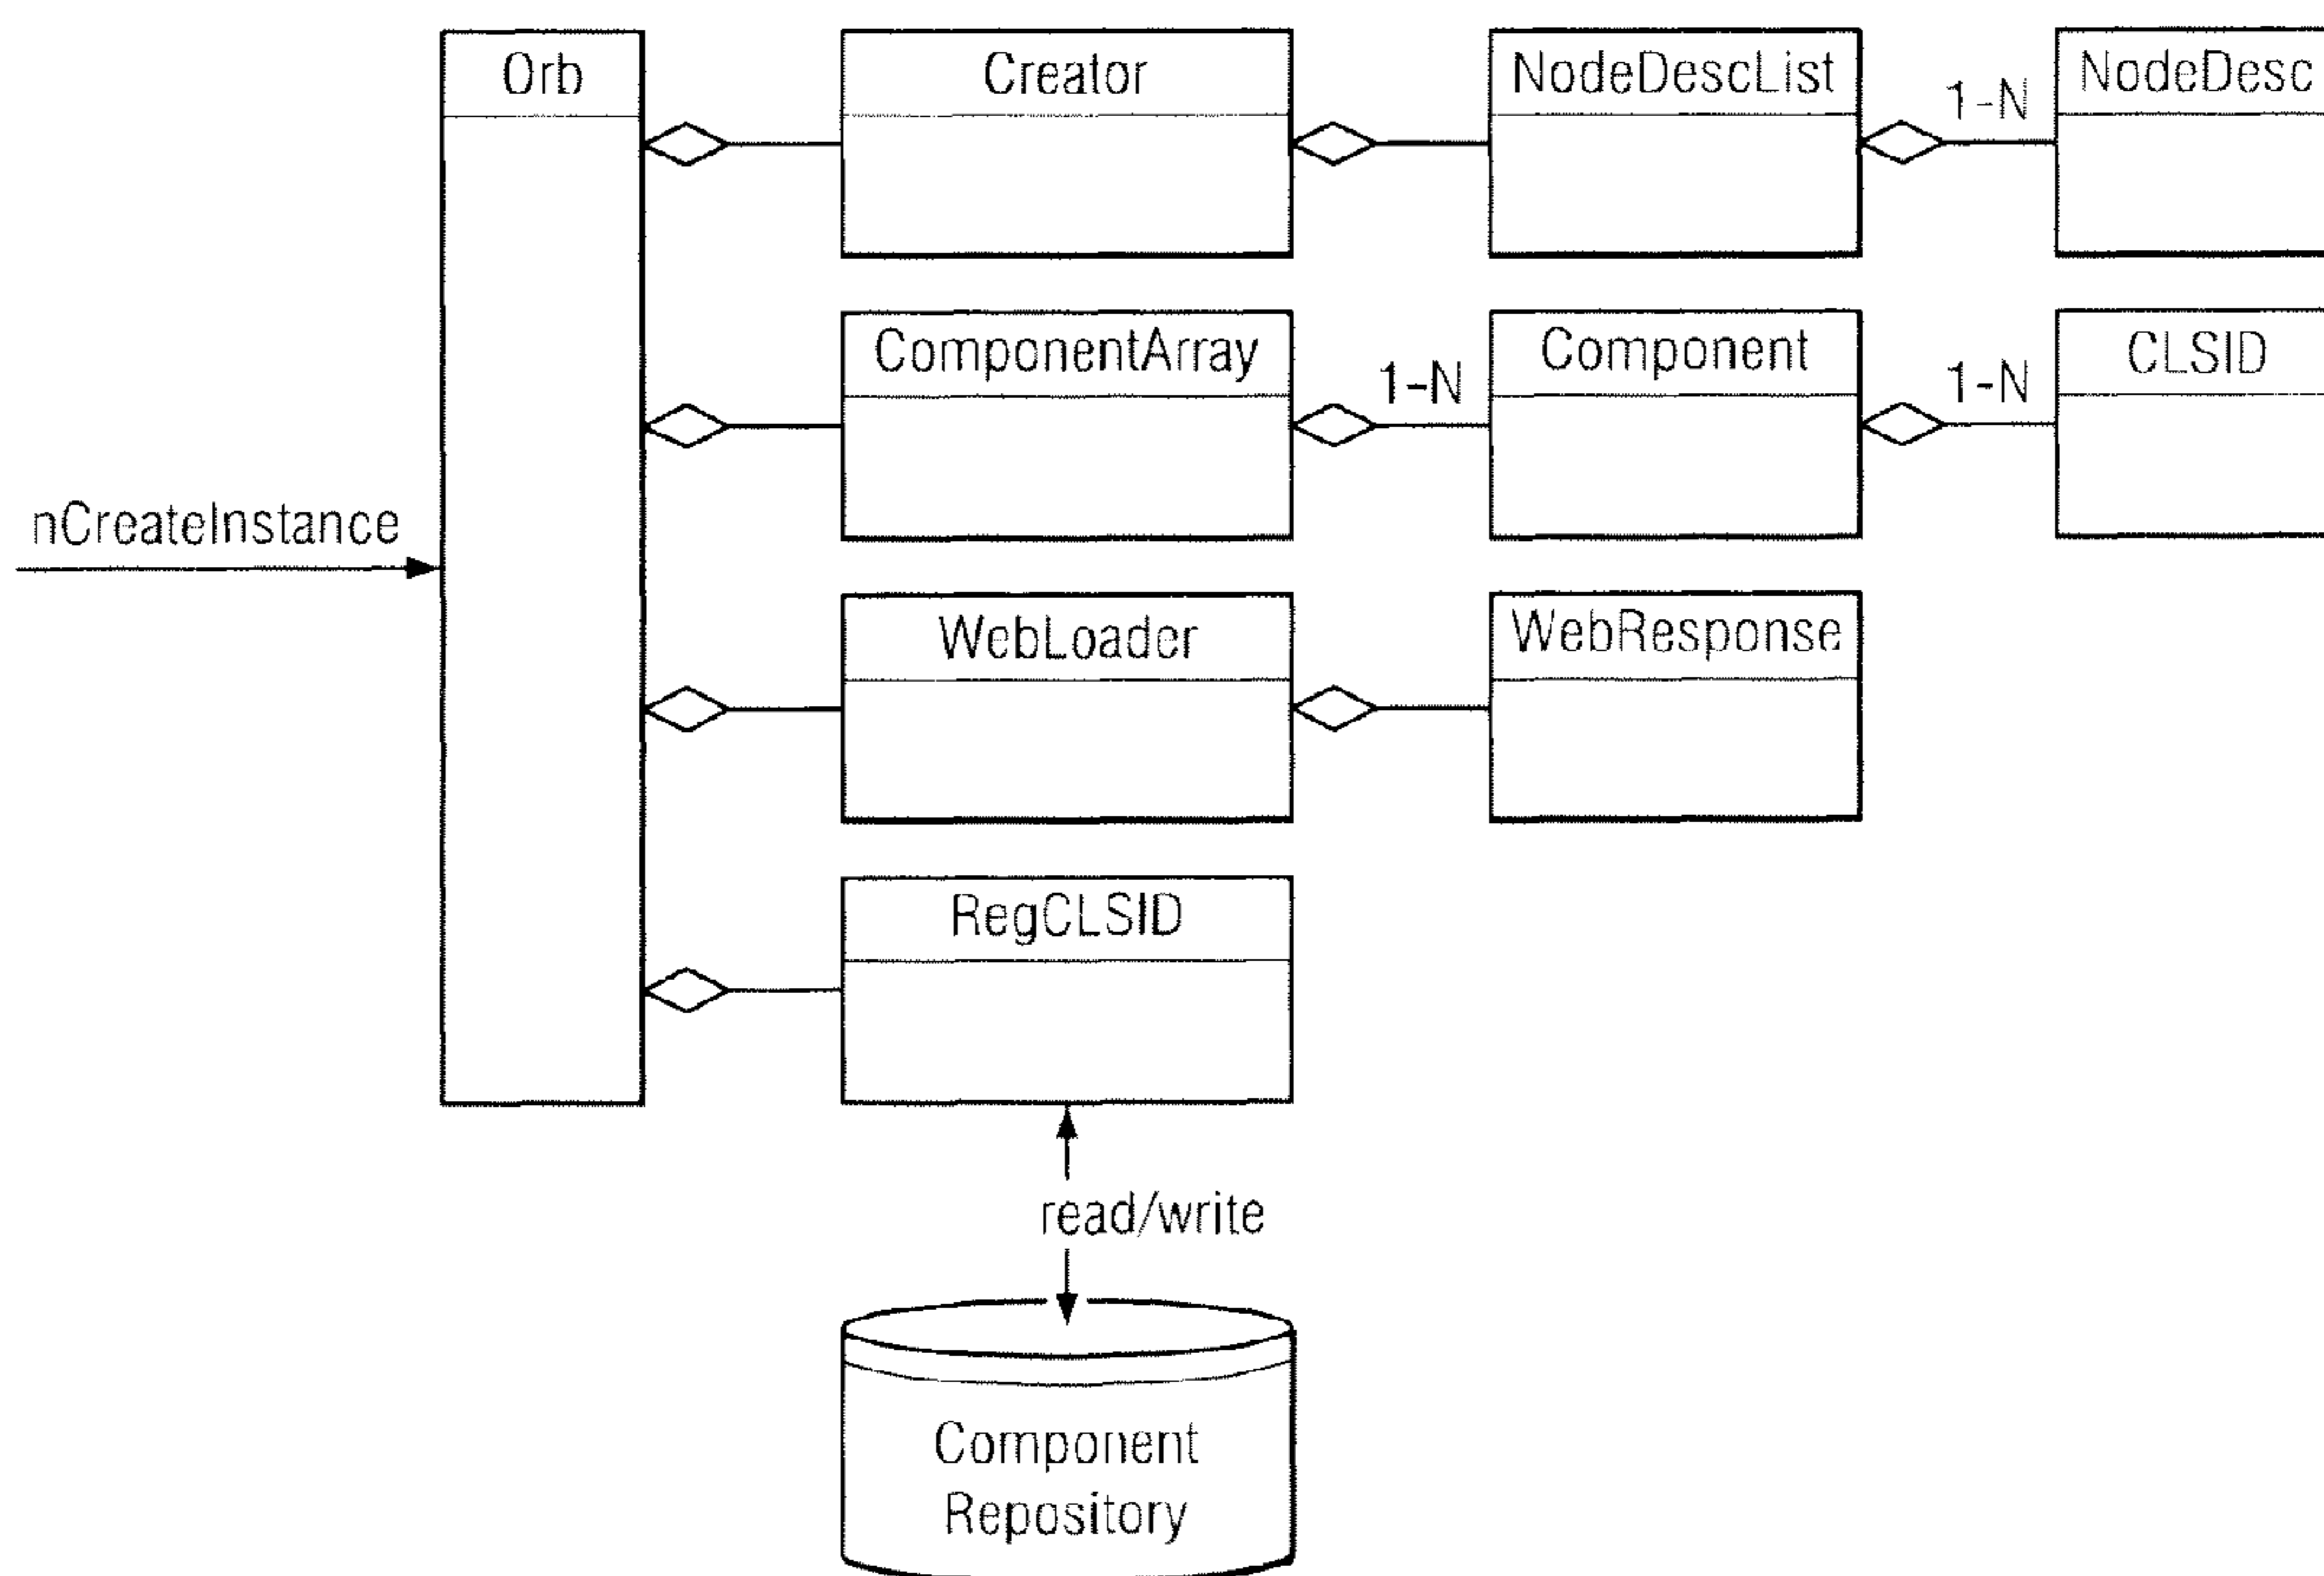 Orb
Creator
NodeDescList
1-N
NodeDesc
ComponentArray
1-N
Component
1-N
CLSID
nCreateInstance
WebLoader
WebResponse
RegCLSID
read/write
Component
Repository